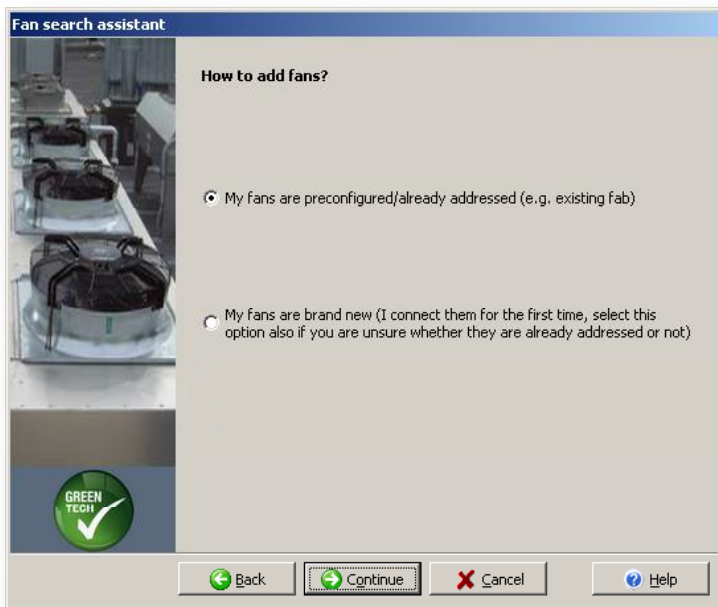 Fan search assistant
How to add fans?
My fans are preconfigured/already addressed (e.g. existing fab)
My fans are brand new (I connect them for the first time, select this
option also if you are unsure whether they are already addressed or not)
GREEN
TECH
Back
Continue
Cancel
Help